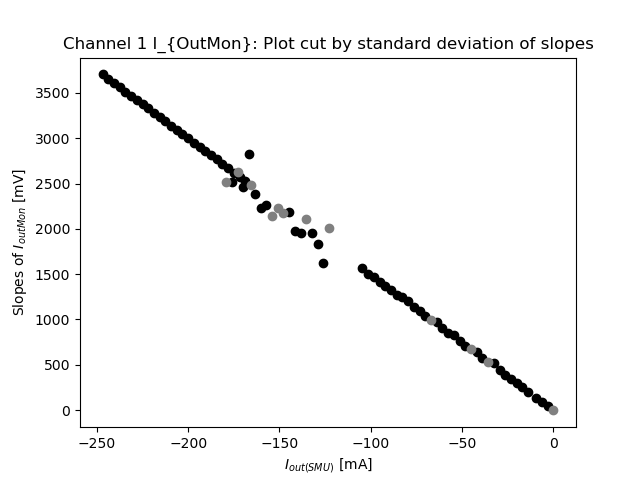 Channel 1 I_{OutMon}: Plot cut by standard deviation of slopes
Slopes of I_outMon [mV]
3500
3000
2500
2000
1500
1000
500
0
−250 −200 −150 −100 −50 0
I_out(SMU) [mA]